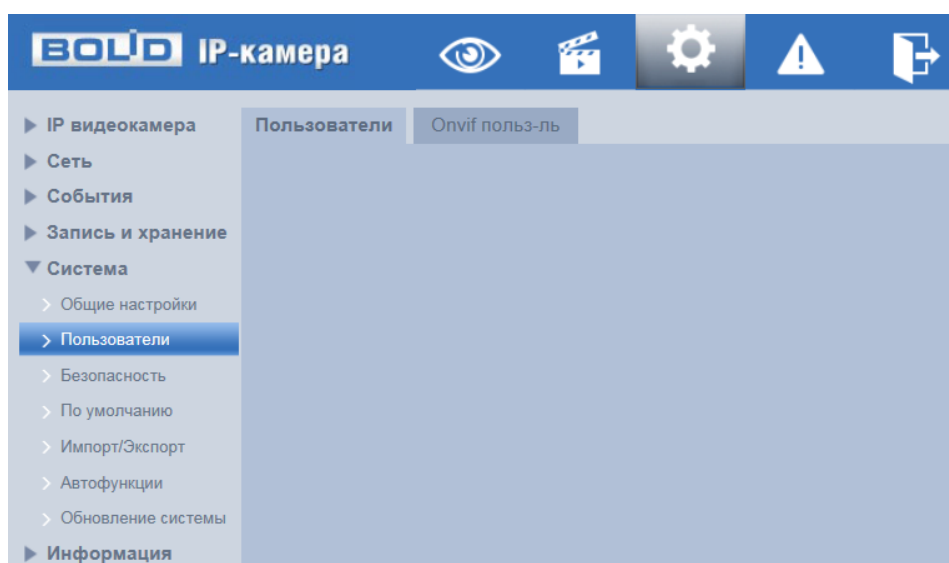 BOLID IP-камера
IP видеокамера
Сеть
События
Запись и хранение
Система
Общие настройки
Пользователи
Безопасность
По умолчанию
Импорт/Экспорт
Автофункции
Обновление системы
Информация
Пользователи
Onvif польз-ль